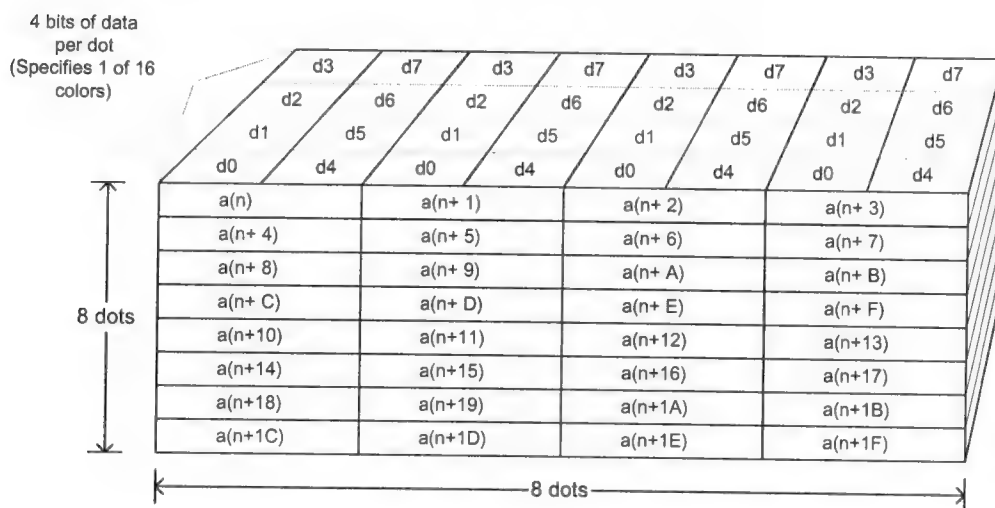 4 bits of data
per dot
(Specifies 1 of 16
colors)
d3 d7 d3 d7 d3 d7 d3 d7
d2 d6 d2 d6 d2 d6 d2 d6
d1 d5 d1 d5 d1 d5 d1 d5
d0 d4 d0 d4 d0 d4 d0 d4
a(n) a(n+ 1) a(n+ 2) a(n+ 3)
a(n+ 4) a(n+ 5) a(n+ 6) a(n+ 7)
a(n+ 8) a(n+ 9) a(n+ A) a(n+ B)
a(n+ C) a(n+ D) a(n+ E) a(n+ F)
8 dots
a(n+10) a(n+11) a(n+12) a(n+13)
a(n+14) a(n+15) a(n+16) a(n+17)
a(n+18) a(n+19) a(n+1A) a(n+1B)
a(n+1C) a(n+1D) a(n+1E) a(n+1F)
8 dots